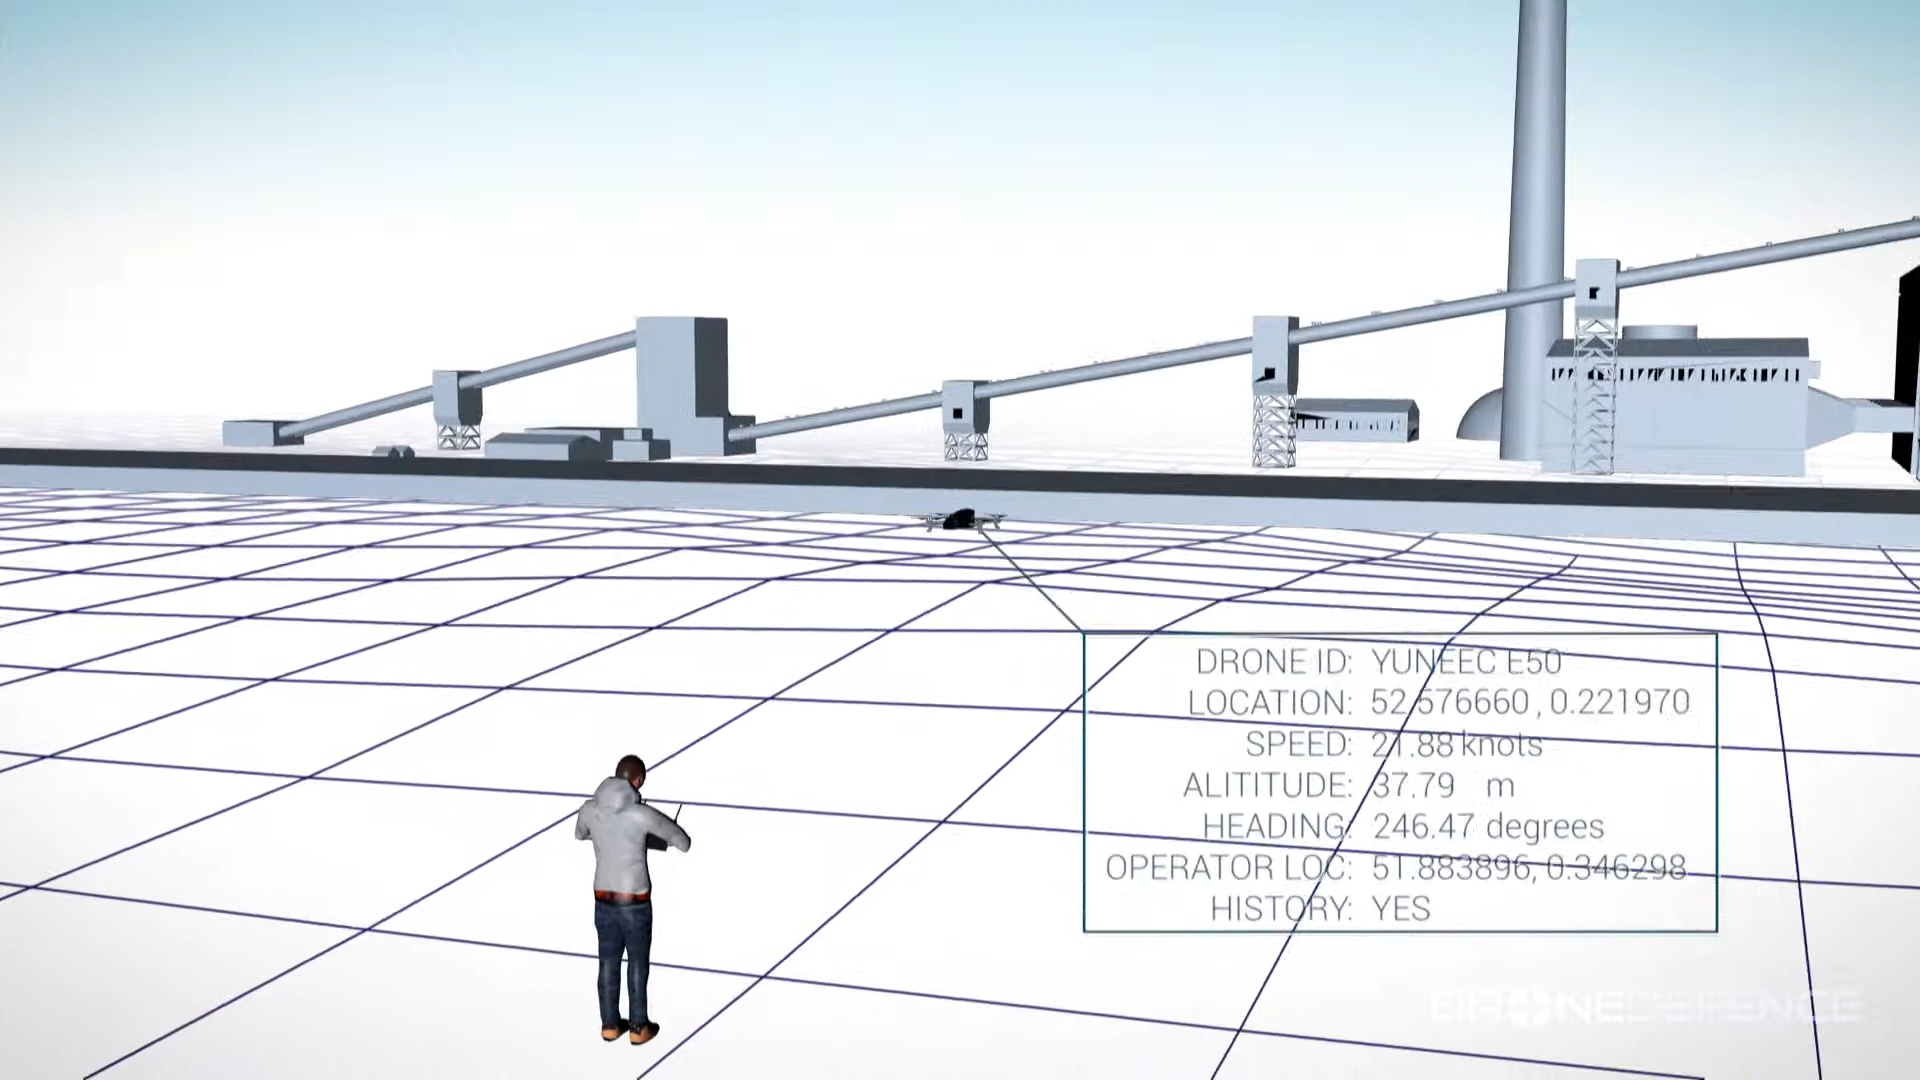 DRONE ID: YUNEEC E50
LOCATION: 52.576660, 0.221970
SPEED: 21.88 knots
ALITITUDE: 37.79 m
HEADING: 246.47 degrees
OPERATOR LOC: 51.883896, 0.346298
HISTORY: YES
DRONEDEFENCE